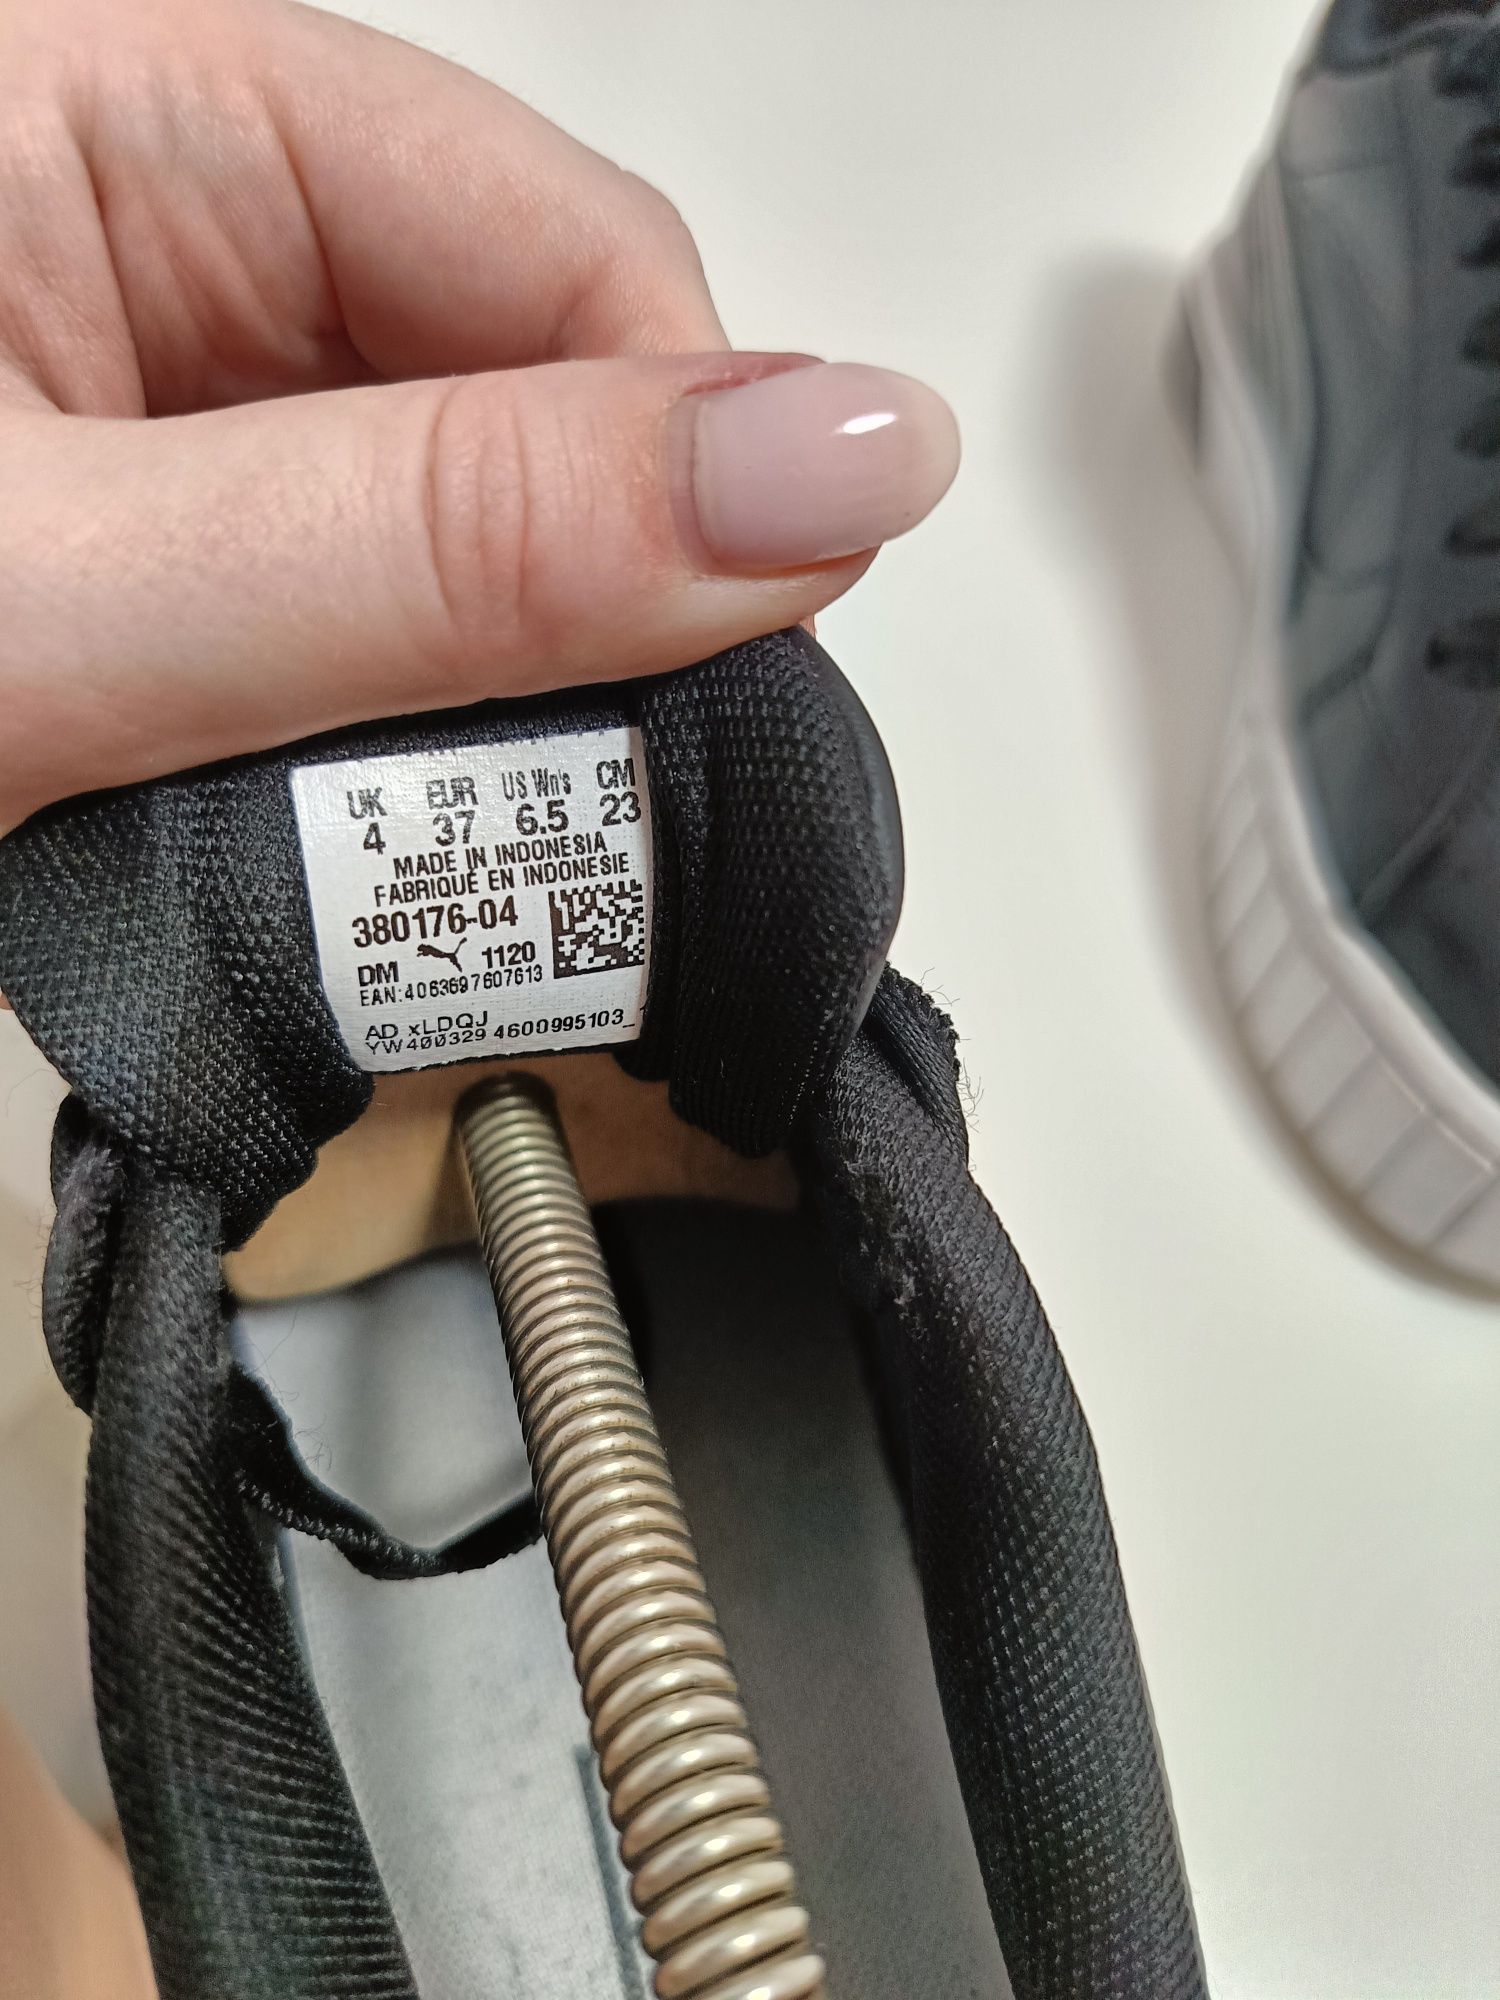 UK EUR US Wn's CM
4 37 6.5 23
MADE IN INDONESIA
FABRIQUÉ EN INDONESIE
380176-04
DM 1120
EAN:4063697607613
AD xLDQJ
YW400329 4600995103_